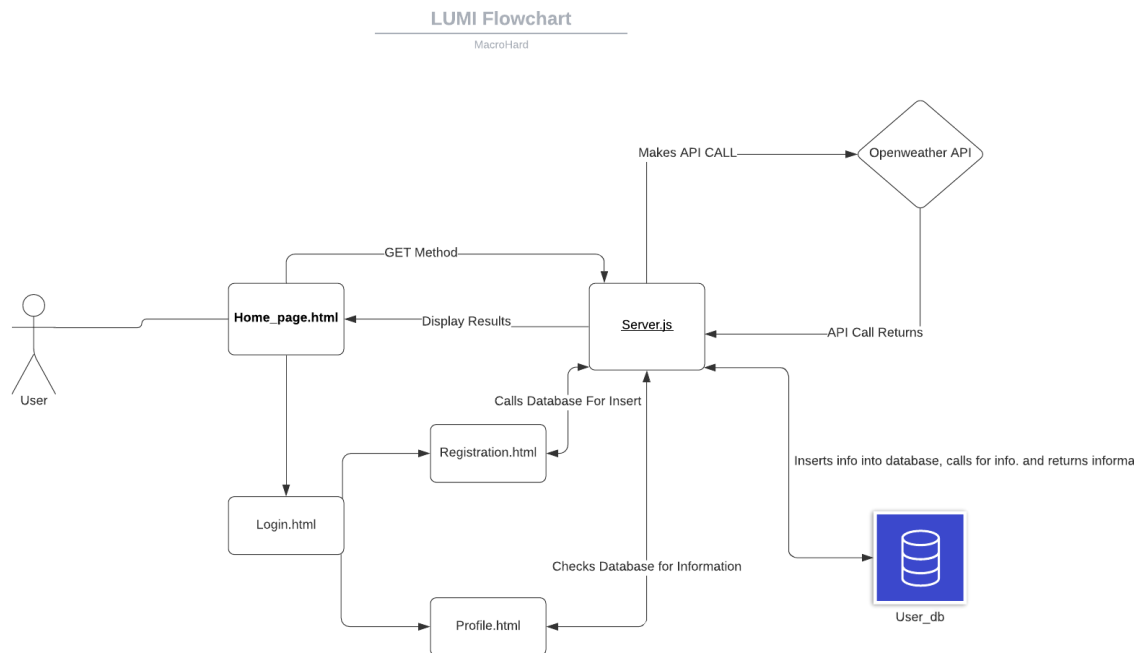 LUMI Flowchart
MacroHard
Makes API CALL
Openweather API
GET Method
Home_page.html
Display Results
Server.js
API Call Returns
User
Calls Database For Insert
Registration.html
Inserts info into database, calls for info. and returns informa
Login.html
Checks Database for Information
Profile.html
User_db